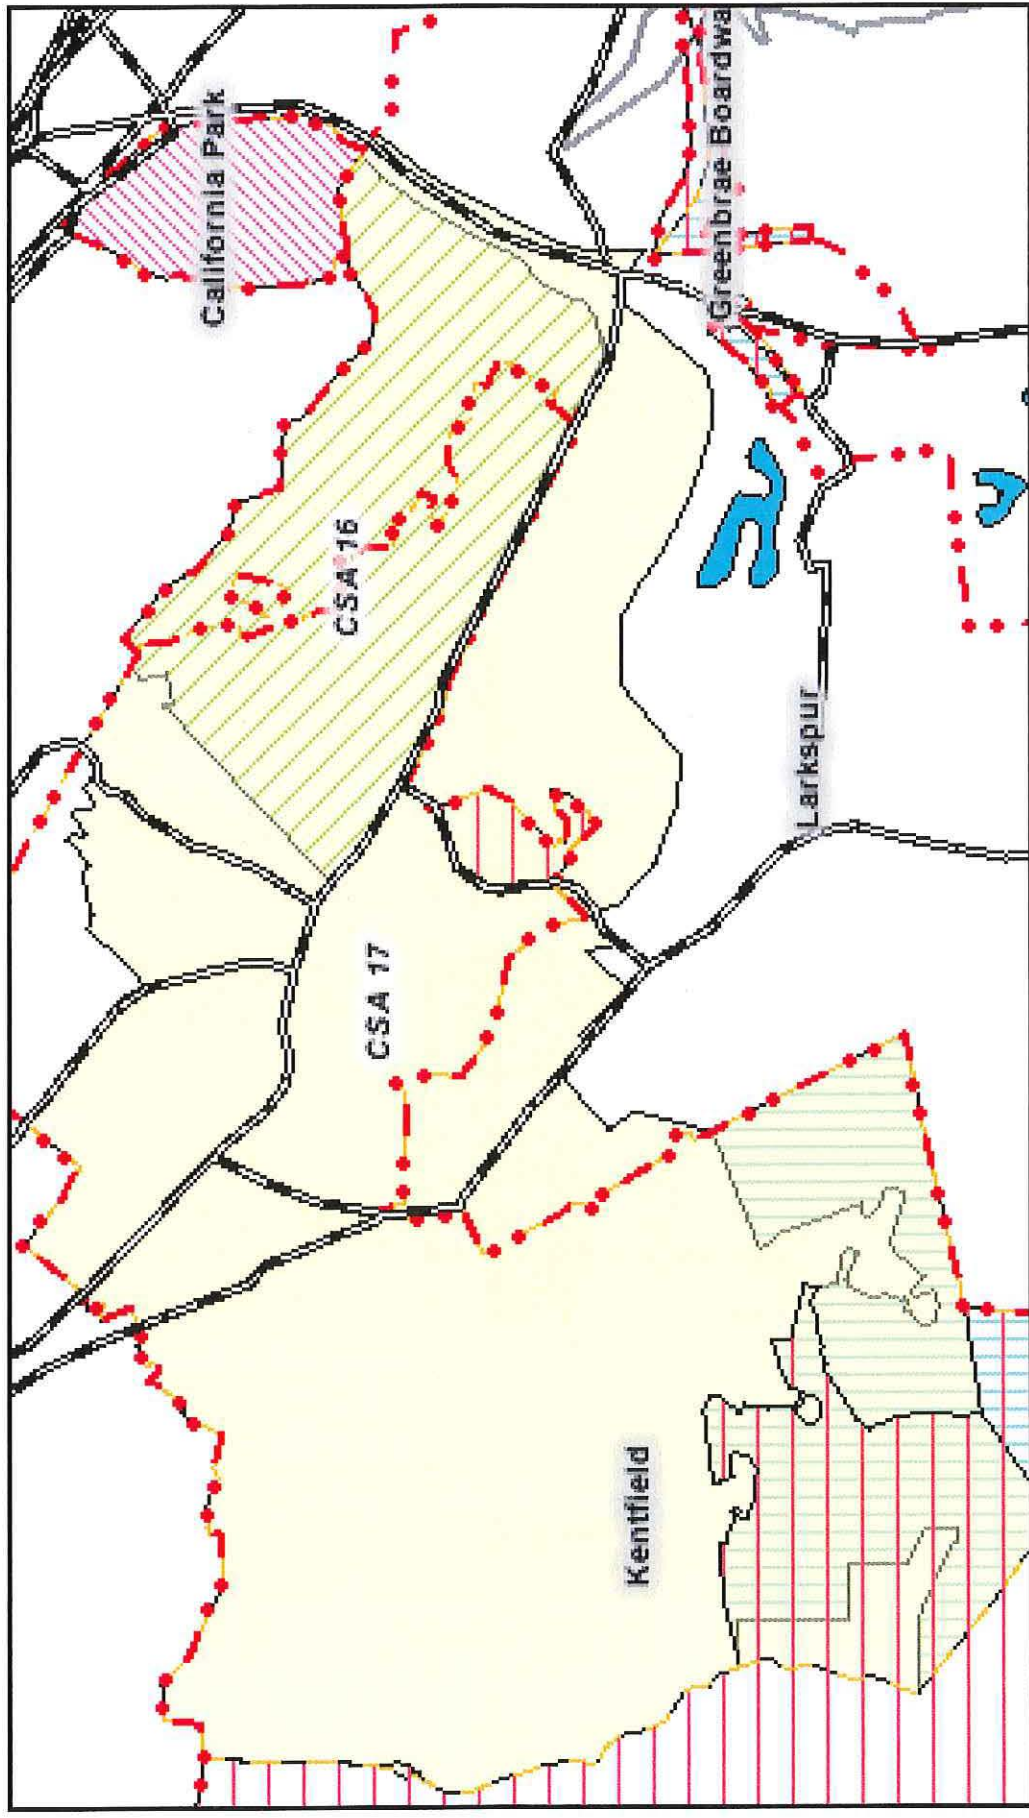 California Park
Greenbrae Boardwa
CSA 16
CSA 17
Larkspur
Kentfield